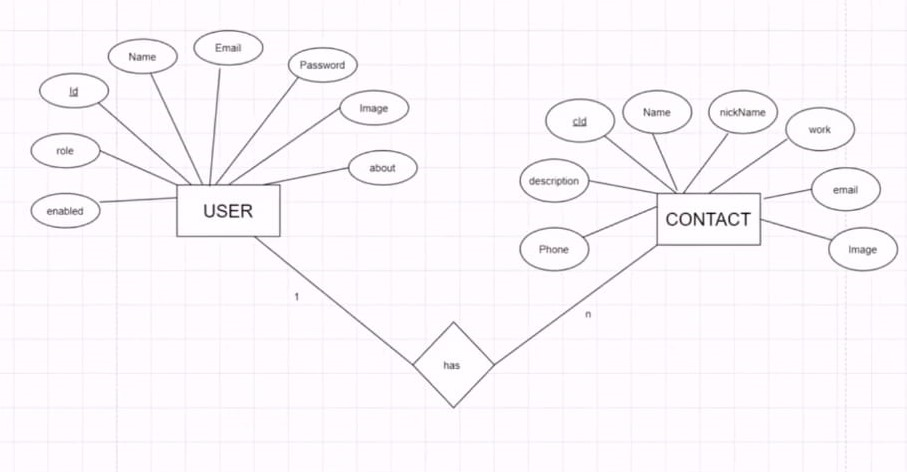 Email
Name
Password
Id
Image
role
about
enabled
USER
cId
Name
nickName
work
description
email
CONTACT
Phone
Image
1
n
has